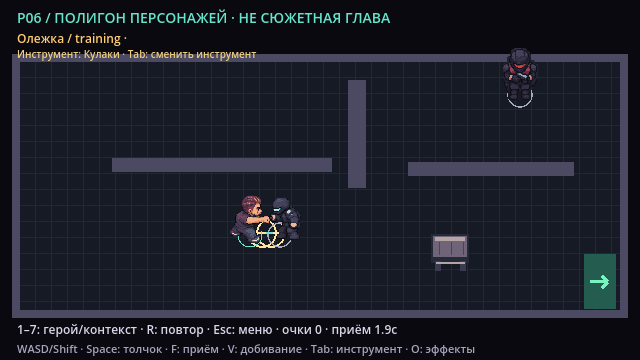 P06 / ПОЛИГОН ПЕРСОНАЖЕЙ · НЕ СЮЖЕТНАЯ ГЛАВА
Олежка / training ·
Инструмент: Кулаки · Tab: сменить инструмент
1–7: герой/контекст · R: повтор · Esc: меню · очки 0 · приём 1.9с
WASD/Shift · Space: толчок · F: приём · V: добивание · Tab: инструмент · O: эффекты